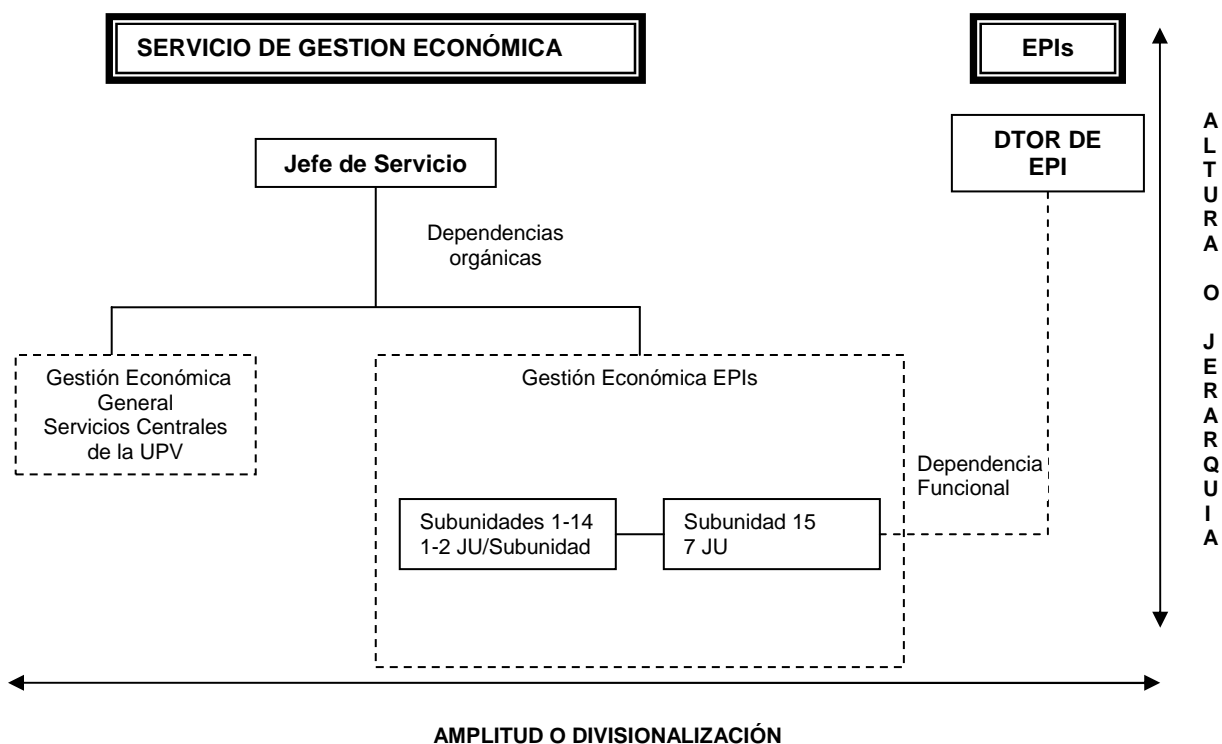 SERVICIO DE GESTION ECONÓMICA
EPIs
Jefe de Servicio
DTOR DE
EPI
Dependencias
orgánicas
Gestión Económica
General
Servicios Centrales
de la UPV
Gestión Económica EPIs
Subunidades 1-14
1-2 JU/Subunidad
Subunidad 15
7 JU
Dependencia
Funcional
ALTURA O JERARQUIA
AMPLITUD O DIVISIONALIZACIÓN